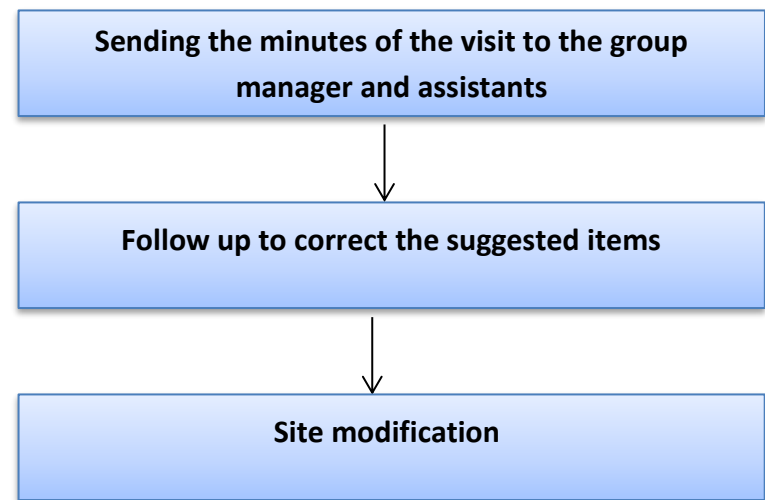 Sending the minutes of the visit to the group
manager and assistants
Follow up to correct the suggested items
Site modification